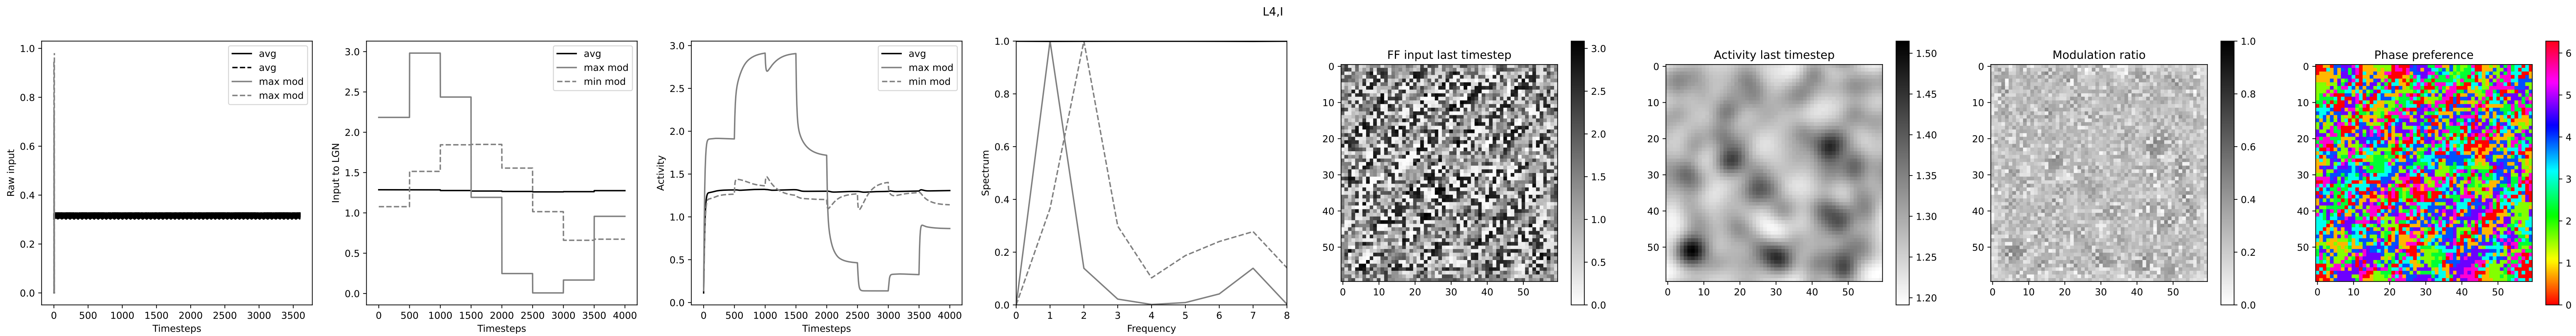 L4,I
avg
avg
max mod
max mod
Raw input
1.0
0.8
0.6
0.4
0.2
0.0
0 500 1000 1500 2000 2500 3000 3500
Timesteps
avg
max mod
min mod
Input to LGN
3.0
2.5
2.0
1.5
1.0
0.5
0.0
0 500 1000 1500 2000 2500 3000 3500 4000
Timesteps
avg
max mod
min mod
Activity
3.0
2.5
2.0
1.5
1.0
0.5
0.0
0 500 1000 1500 2000 2500 3000 3500 4000
Timesteps
Spectrum
1.0
0.8
0.6
0.4
0.2
0.0
0 1 2 3 4 5 6 7 8
Frequency
FF input last timestep
0
10
20
30
40
50
0 10 20 30 40 50
3.0
2.5
2.0
1.5
1.0
0.5
0.0
Activity last timestep
0
10
20
30
40
50
0 20 40
1.50
1.45
1.40
1.35
1.30
1.25
1.20
Modulation ratio
0
10
20
30
40
50
0 10 20 30 40 50
1.0
0.8
0.6
0.4
0.2
0.0
Phase preference
0
10
20
30
40
50
0 10 20 30 40 50
6
5
4
3
2
1
0